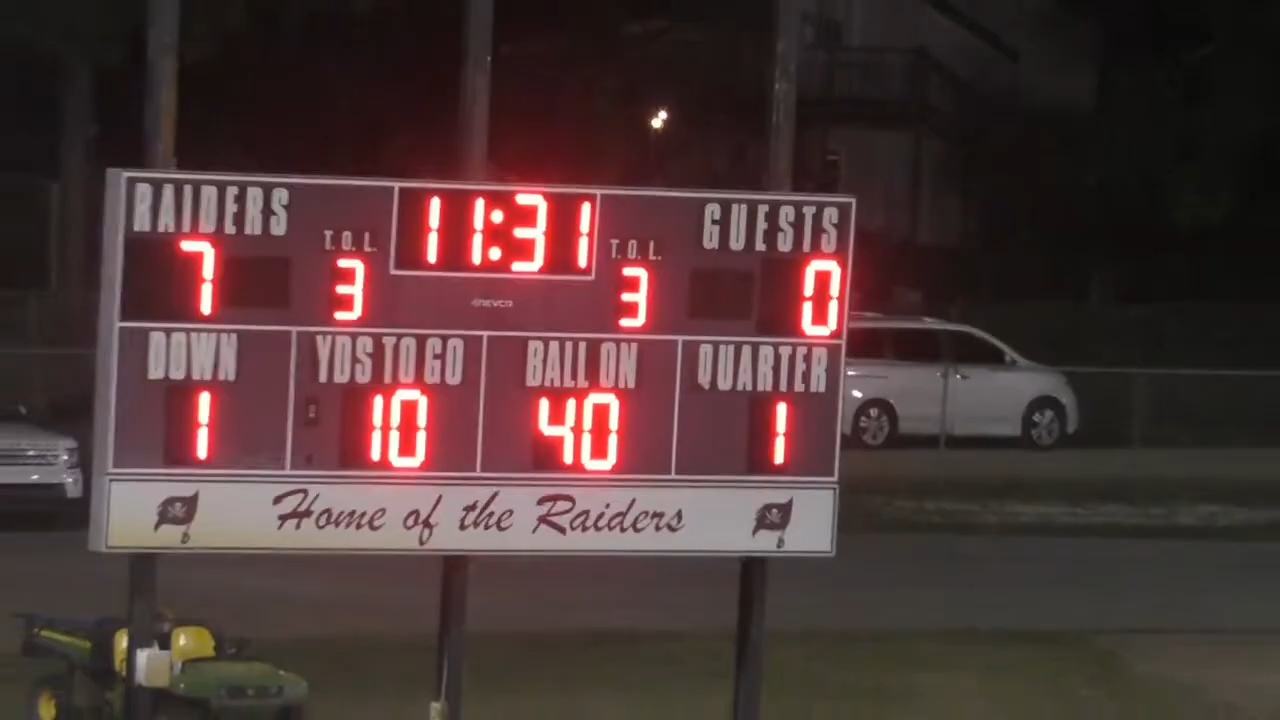 RAIDERS
11:31
GUESTS
T.O.L.
T.O.L.
7
3
3
0
NEVCO
DOWN
YDS TO GO
BALL ON
QUARTER
1
10
40
1
Home of the Raiders